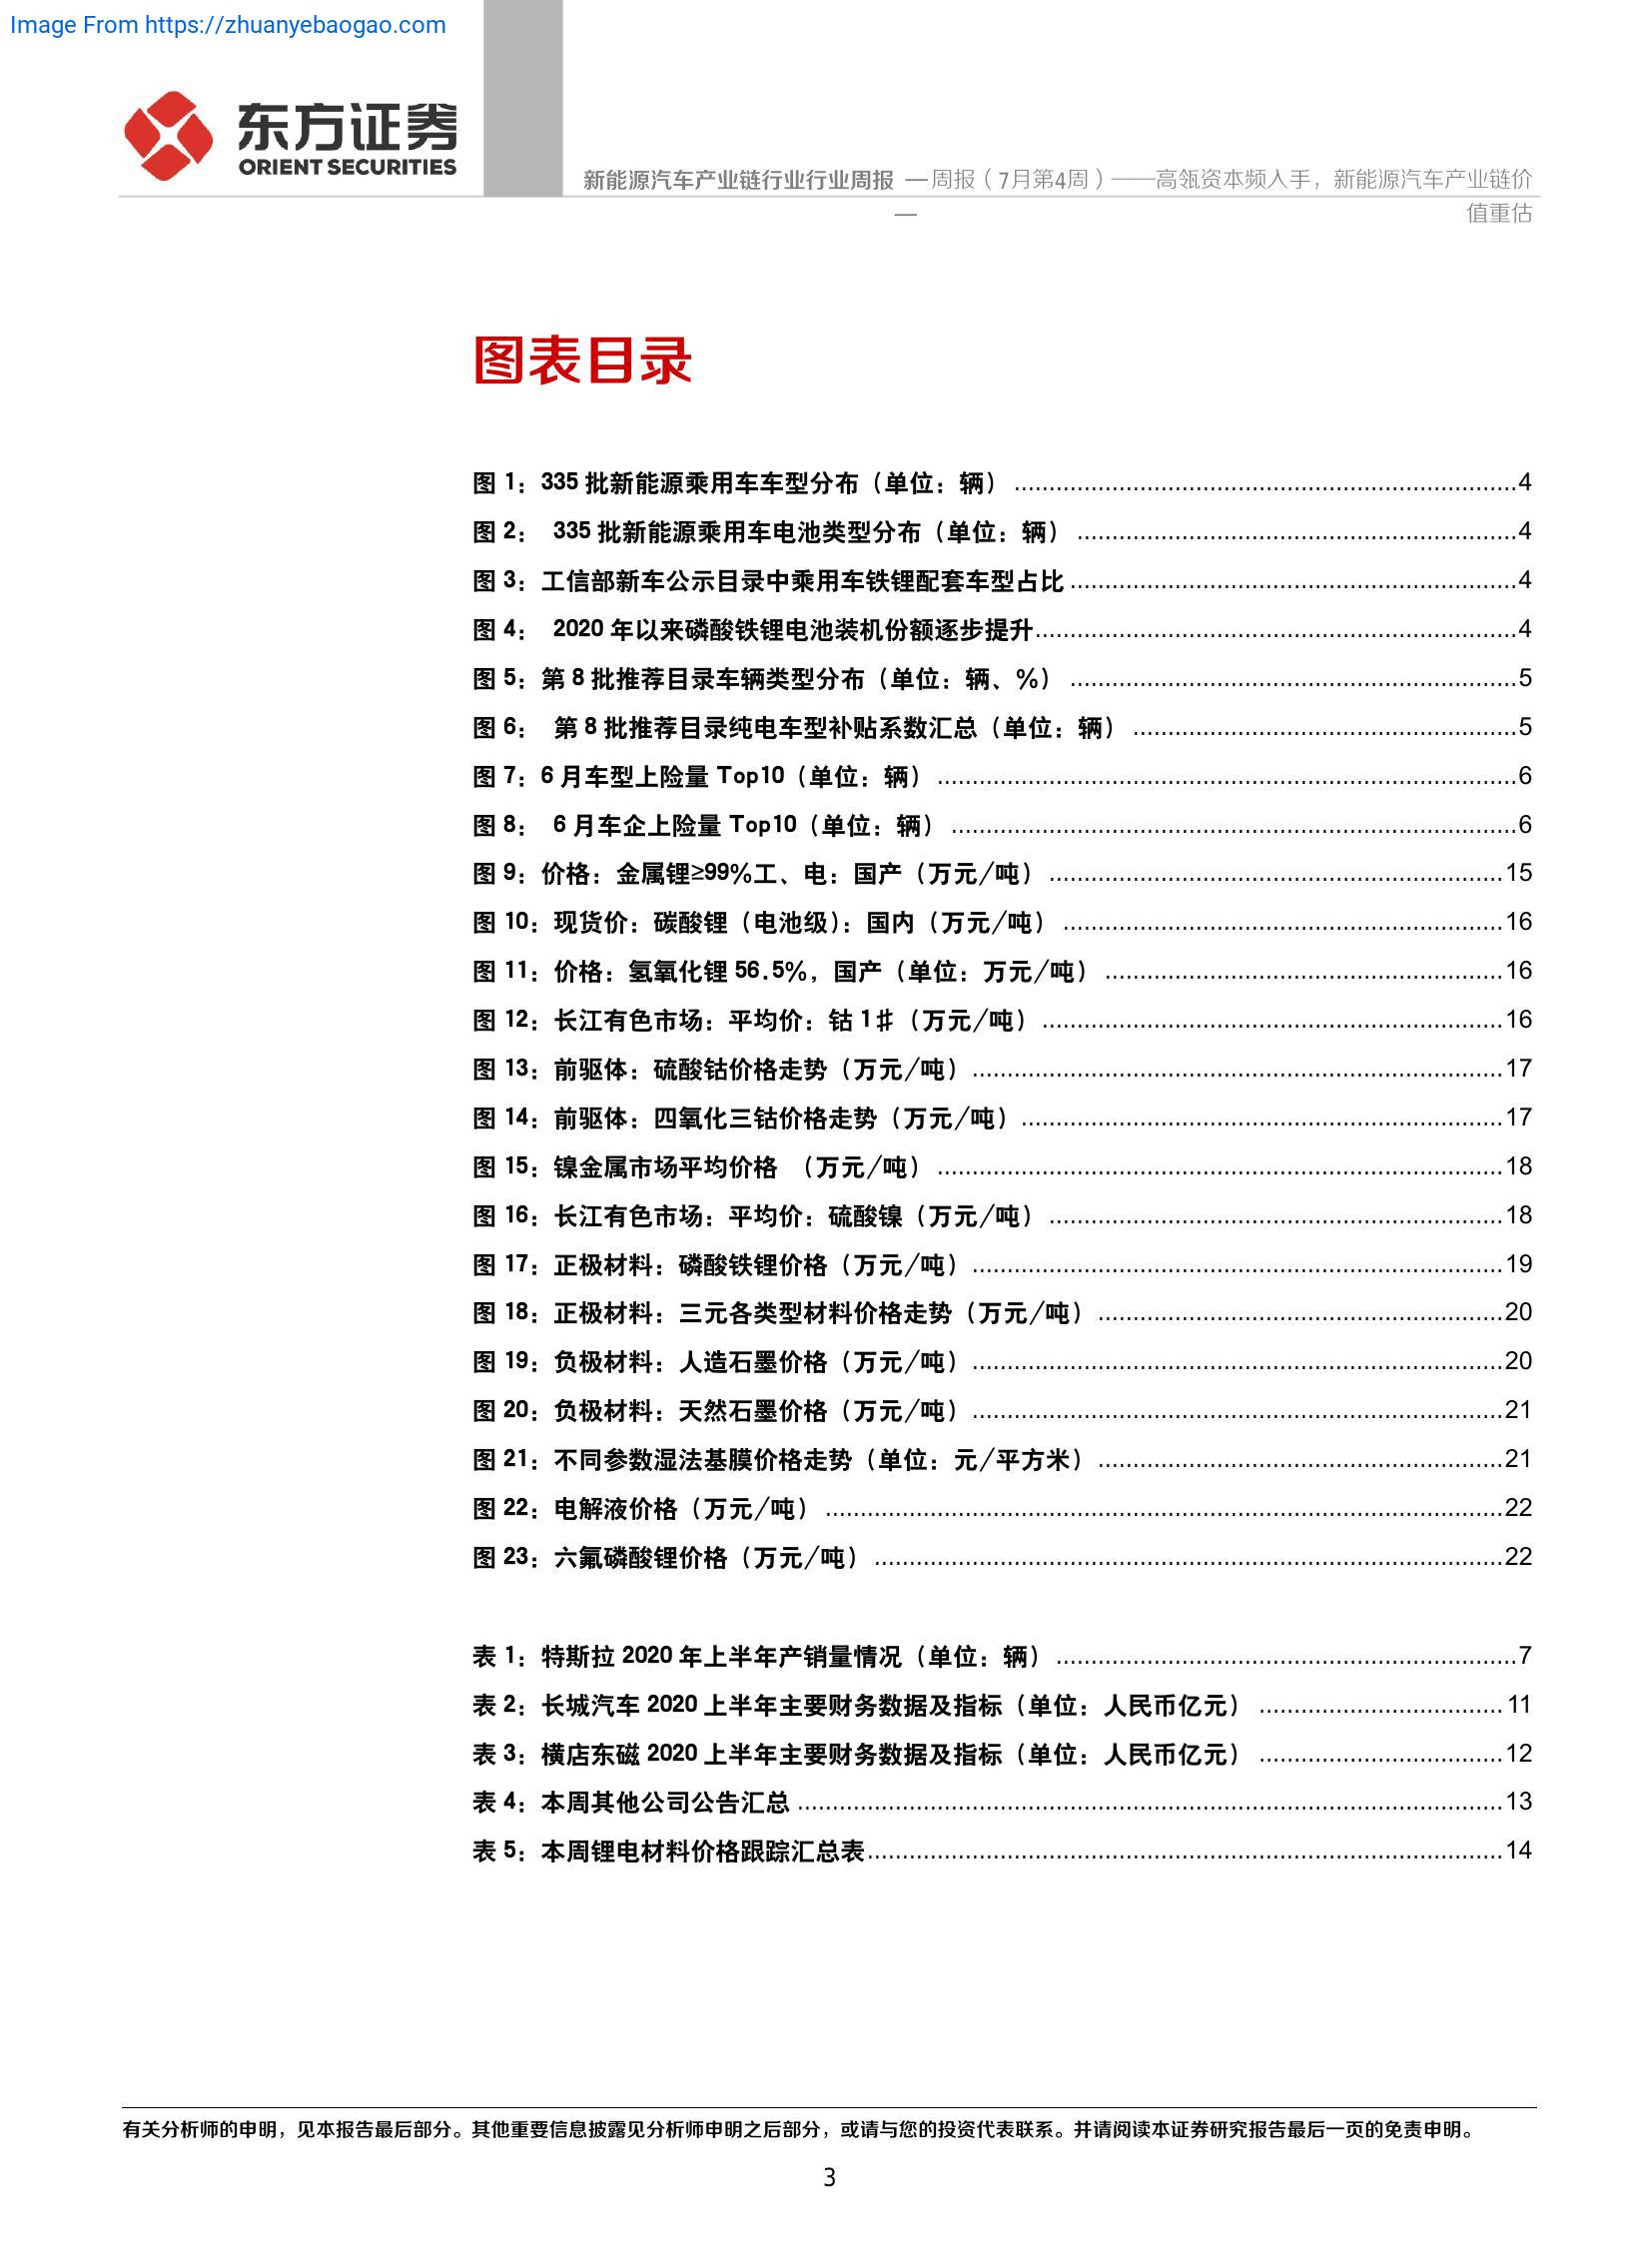 Image From https://zhuanyebaogao.com
东方证券
ORIENT SECURITIES
新能源汽车产业链行业行业周报 —周报（7月第4周）——高瓴资本频入手，新能源汽车产业链价
— 值重估
图表目录
图 1：335 批新能源乘用车车型分布（单位：辆） ........................................................................4
图 2： 335 批新能源乘用车电池类型分布（单位：辆） ...............................................................4
图 3：工信部新车公示目录中乘用车铁锂配套车型占比 ................................................................4
图 4： 2020 年以来磷酸铁锂电池装机份额逐步提升.....................................................................4
图 5：第 8 批推荐目录车辆类型分布（单位：辆、%） ................................................................5
图 6： 第 8 批推荐目录纯电车型补贴系数汇总（单位：辆） .......................................................5
图 7：6 月车型上险量 Top10（单位：辆） ...................................................................................6
图 8： 6 月车企上险量 Top10（单位：辆） .................................................................................6
图 9：价格：金属锂≥99%工、电：国产（万元/吨） .................................................................15
图 10：现货价：碳酸锂（电池级）：国内（万元/吨） ...............................................................16
图 11：价格：氢氧化锂 56.5%，国产（单位：万元/吨） .........................................................16
图 12：长江有色市场：平均价：钴 1♯（万元/吨） ..................................................................16
图 13：前驱体：硫酸钴价格走势（万元/吨） ............................................................................17
图 14：前驱体：四氧化三钴价格走势（万元/吨） .....................................................................17
图 15：镍金属市场平均价格 （万元/吨） .................................................................................18
图 16：长江有色市场：平均价：硫酸镍（万元/吨） .................................................................18
图 17：正极材料：磷酸铁锂价格（万元/吨） ............................................................................19
图 18：正极材料：三元各类型材料价格走势（万元/吨） ..........................................................20
图 19：负极材料：人造石墨价格（万元/吨） ............................................................................20
图 20：负极材料：天然石墨价格（万元/吨） ............................................................................21
图 21：不同参数湿法基膜价格走势（单位：元/平方米） ..........................................................21
图 22：电解液价格（万元/吨） .................................................................................................22
图 23：六氟磷酸锂价格（万元/吨） ..........................................................................................22
表 1：特斯拉 2020 年上半年产销量情况（单位：辆） ..................................................................7
表 2：长城汽车 2020 上半年主要财务数据及指标（单位：人民币亿元） ...................................11
表 3：横店东磁 2020 上半年主要财务数据及指标（单位：人民币亿元） ...................................12
表 4：本周其他公司公告汇总 .....................................................................................................13
表 5：本周锂电材料价格跟踪汇总表...........................................................................................14
有关分析师的申明，见本报告最后部分。其他重要信息披露见分析师申明之后部分，或请与您的投资代表联系。并请阅读本证券研究报告最后一页的免责申明。
3